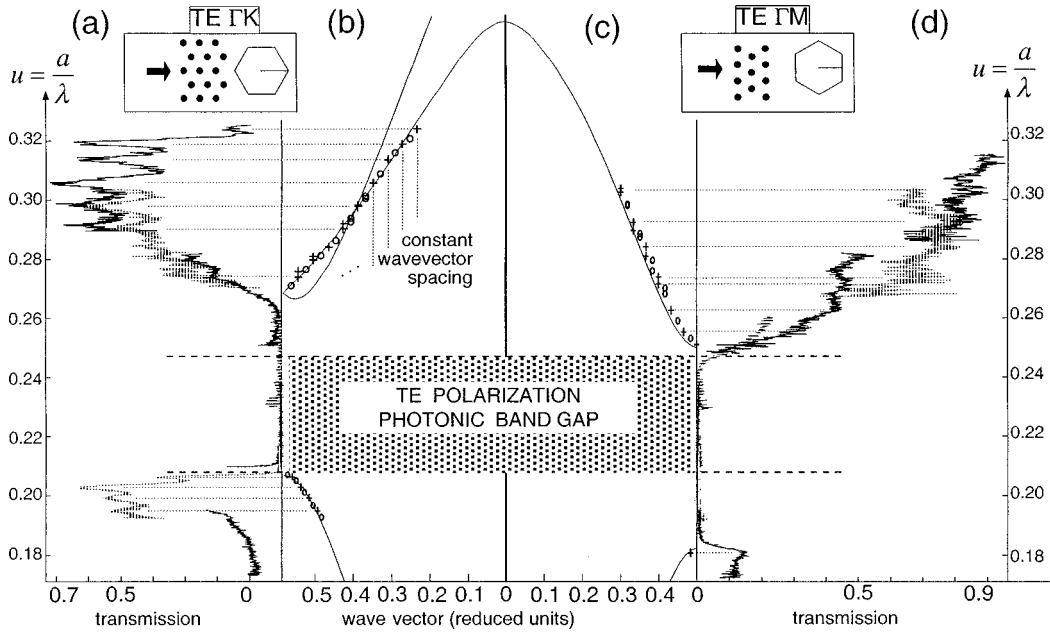 (a)
TE ΓK
(b)
(c)
TE ΓM
(d)
u = a/λ
u = a/λ
0.32
0.30
0.28
0.26
0.24
0.21
0.20
0.18
constant
wavevector
spacing
TE POLARIZATION
PHOTONIC BAND GAP
0.32
0.30
0.28
0.26
0.24
0.21
0.20
0.18
0.7 0.5 0 0.5 0.4 0.3 0.2 0.1 0 0.1 0.2 0.3 0.4 0 0.5 0.9
transmission
wave vector (reduced units)
transmission